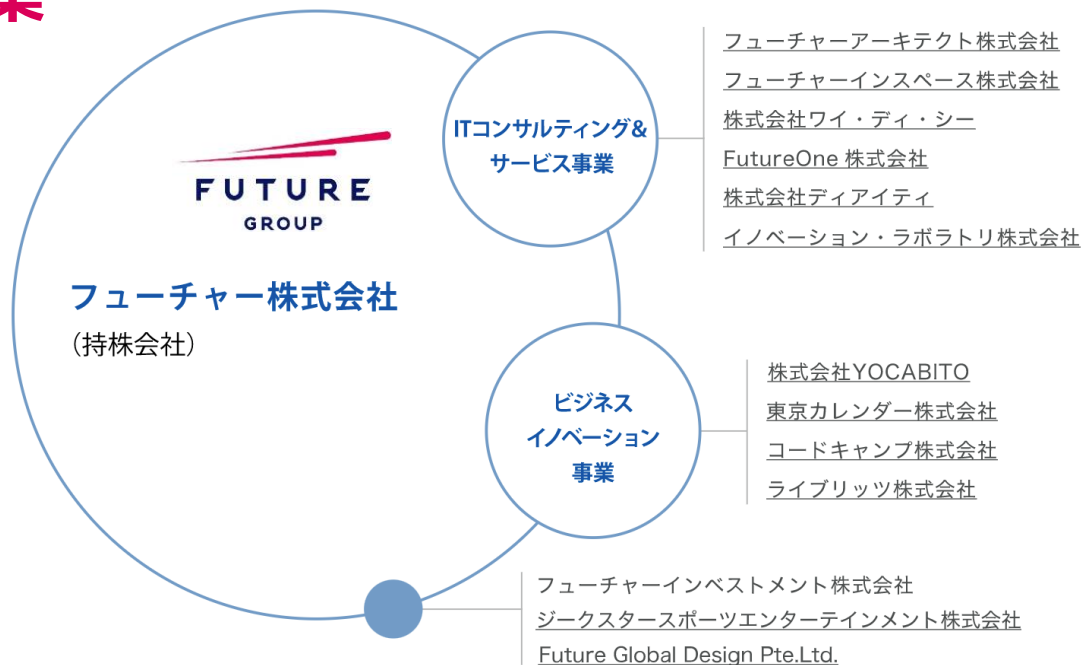 FUTURE
GROUP
フューチャー株式会社
（持株会社）
ITコンサルティング&
サービス事業
フューチャーアーキテクト株式会社
フューチャーインスペース株式会社
株式会社ワイ・ディ・シー
FutureOne 株式会社
株式会社ディアイティ
イノベーション・ラボラトリ株式会社
ビジネス
イノベーション
事業
株式会社YOCABITO
東京カレンダー株式会社
コードキャンプ株式会社
ライブリッツ株式会社
フューチャーインベストメント株式会社
ジークスタースポーツエンターテインメント株式会社
Future Global Design Pte.Ltd.